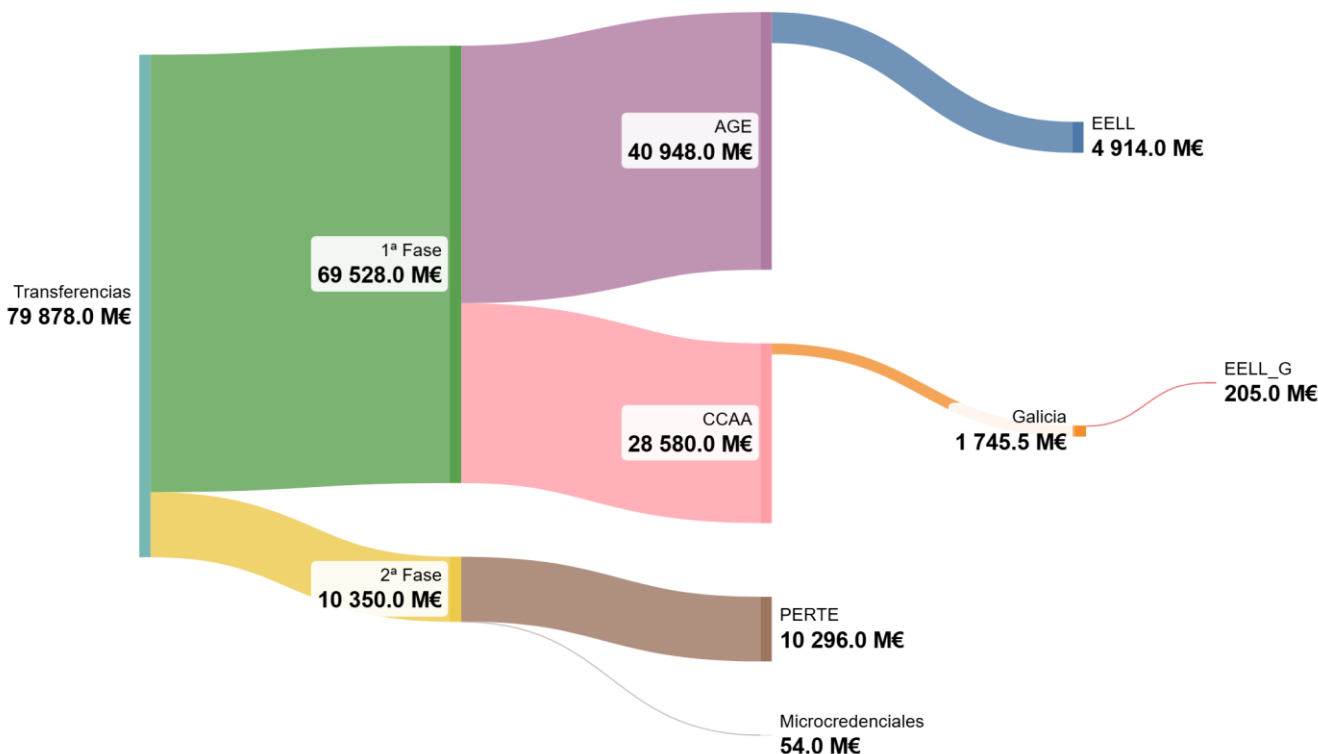 Transferencias
79 878.0 M€
1ª Fase
69 528.0 M€
2ª Fase
10 350.0 M€
AGE
40 948.0 M€
CCAA
28 580.0 M€
PERTE
10 296.0 M€
Microcredenciales
54.0 M€
EELL
4 914.0 M€
Galicia
1 745.5 M€
EELL_G
205.0 M€